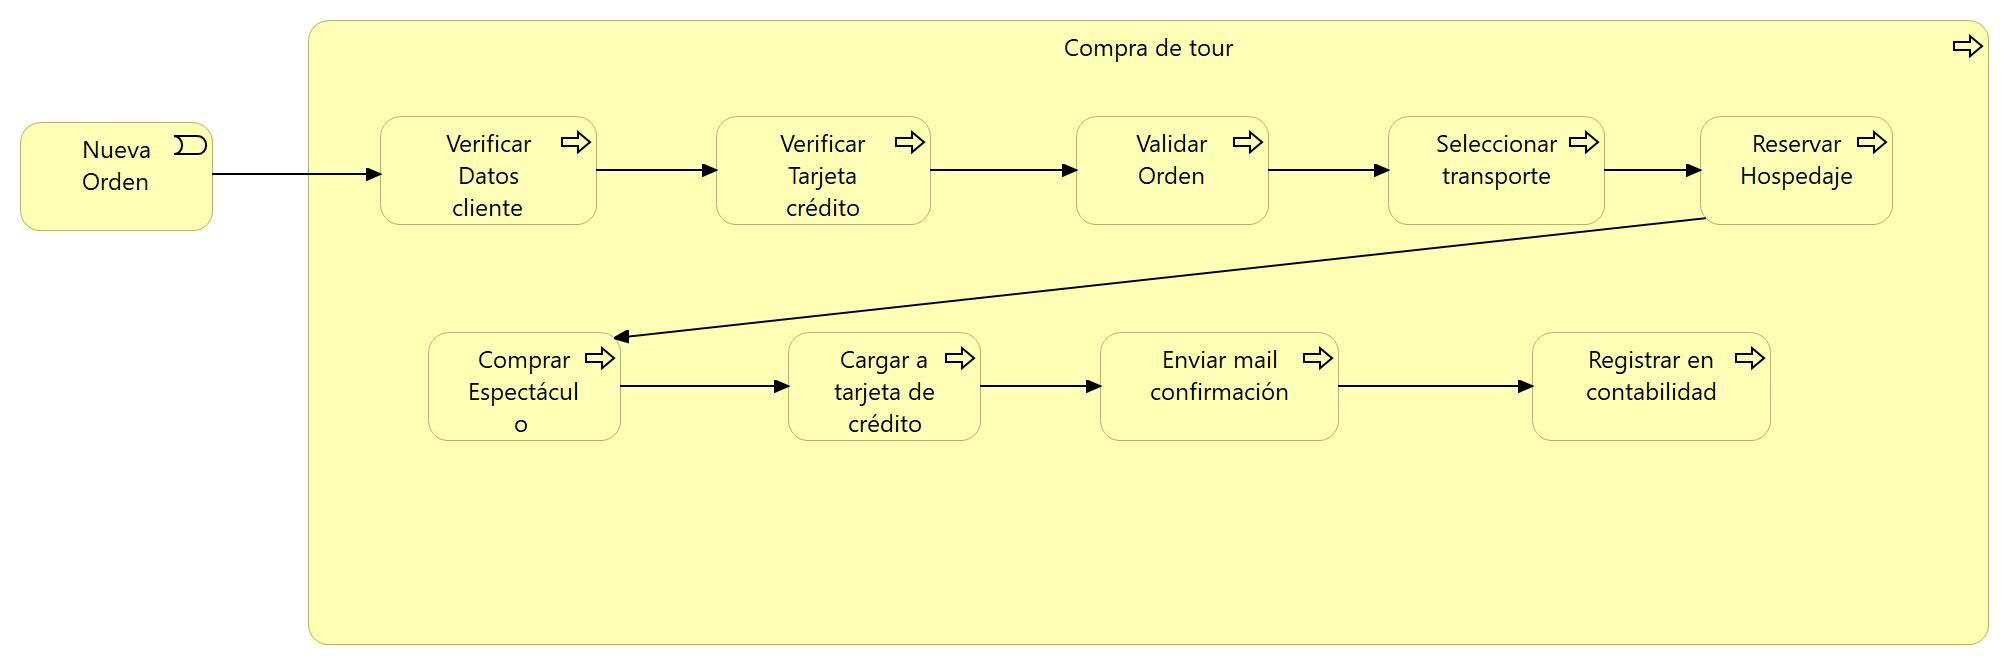 Compra de tour
Nueva
Orden
Verificar
Datos
cliente
Verificar
Tarjeta
crédito
Validar
Orden
Seleccionar
transporte
Reservar
Hospedaje
Comprar
Espectácul
o
Cargar a
tarjeta de
crédito
Enviar mail
confirmación
Registrar en
contabilidad